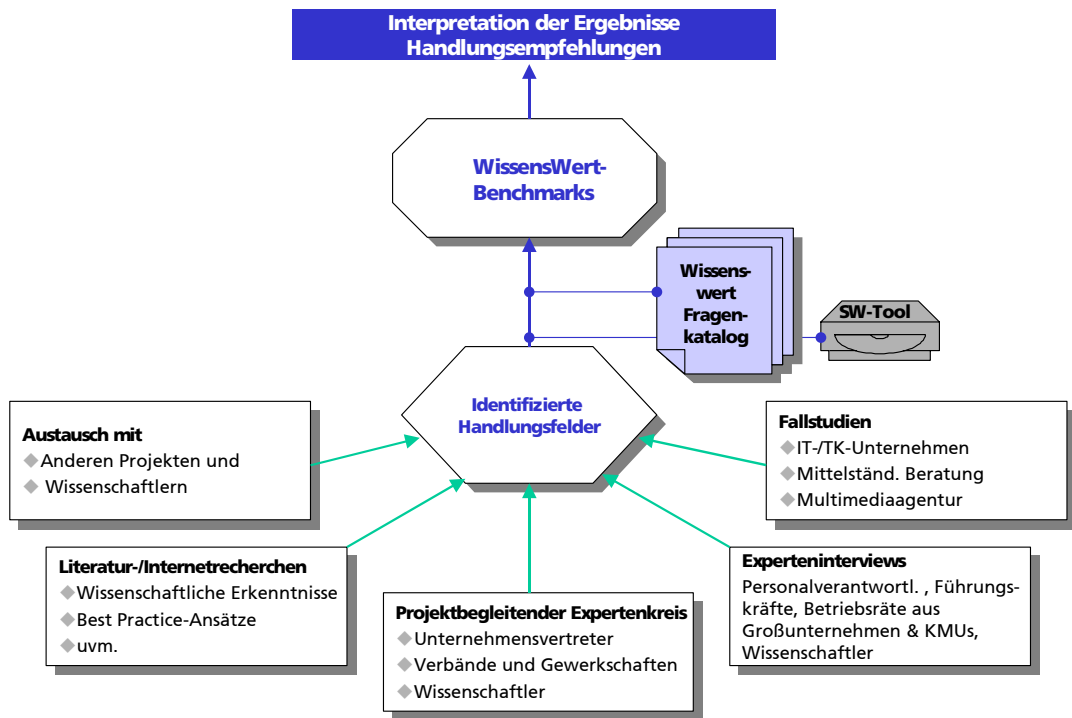 Interpretation der Ergebnisse
Handlungsempfehlungen
WissensWert-
Benchmarks
Wissens-
wert
Fragen-
katalog
SW-Tool
Identifizierte
Handlungsfelder
Austausch mit
Anderen Projekten und
Wissenschaftlern
Fallstudien
IT-/TK-Unternehmen
Mittelständ. Beratung
Multimediaagentur
Literatur-/Internetrecherchen
Wissenschaftliche Erkenntnisse
Best Practice-Ansätze
uvm.
Projektbegleitender Expertenkreis
Unternehmensvertreter
Verbände und Gewerkschaften
Wissenschaftler
Experteninterviews
Personalverantwortl. , Führungs-
kräfte, Betriebsräte aus
Großunternehmen & KMUs,
Wissenschaftler